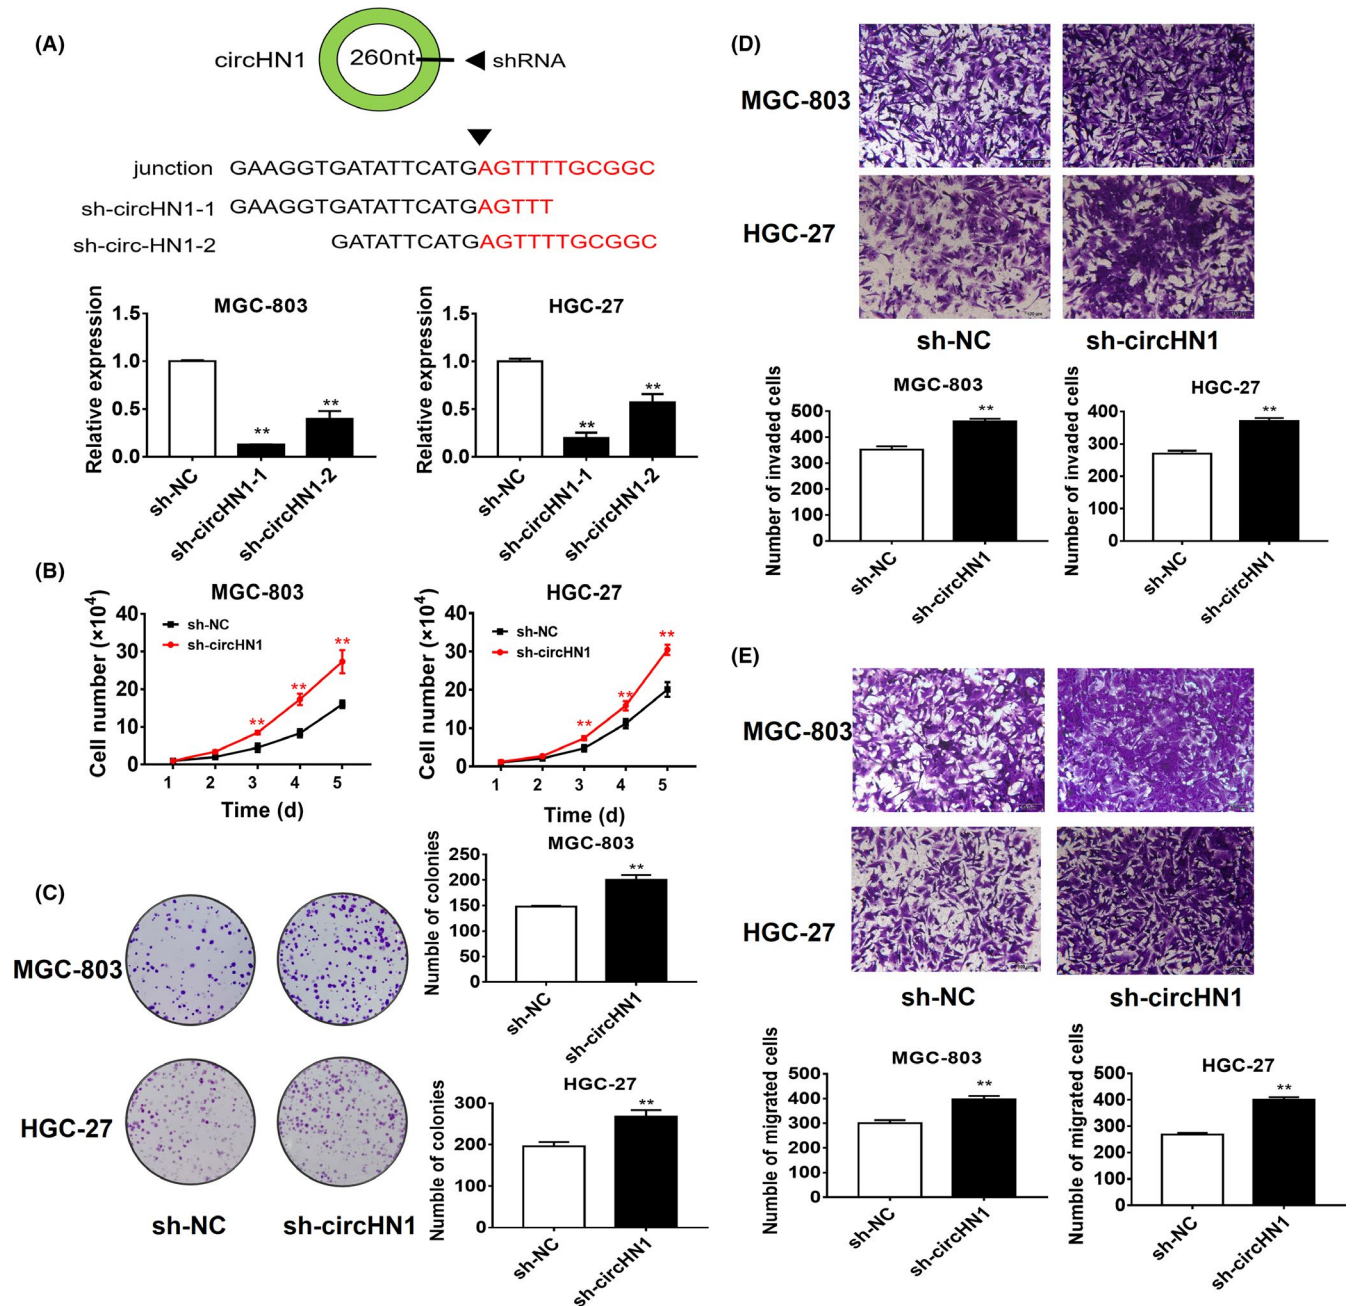 (A)
circHN1
260nt
shRNA
junction GAAGGTGATATTCATGAGTTTTGCGGC
sh-circHN1-1 GAAGGTGATATTCATGAGTTT
sh-circ-HN1-2 GATATTCATGAGTTTTGCGGC
MGC-803
Relative expression
1.5
1.0
0.5
0.0
**
**
sh-NC
sh-circHN1-1
sh-circHN1-2
HGC-27
Relative expression
1.5
1.0
0.5
0.0
**
**
sh-NC
sh-circHN1-1
sh-circHN1-2
(B)
MGC-803
Cell number (×10⁴)
40
30
20
10
0
sh-NC
sh-circHN1
**
**
**
1 2 3 4 5
Time (d)
HGC-27
Cell number (×10⁴)
40
30
20
10
0
sh-NC
sh-circHN1
**
**
**
1 2 3 4 5
Time (d)
(C)
MGC-803
HGC-27
sh-NC sh-circHN1
MGC-803
Numble of colonies
250
200
150
100
50
0
**
sh-NC
sh-circHN1
HGC-27
Numble of colonies
300
200
100
0
**
sh-NC
sh-circHN1
(D)
MGC-803
HGC-27
sh-NC sh-circHN1
MGC-803
Number of invaded cells
500
400
300
200
100
0
**
sh-NC
sh-circHN1
HGC-27
Number of invaded cells
400
300
200
100
0
**
sh-NC
sh-circHN1
(E)
MGC-803
HGC-27
sh-NC sh-circHN1
MGC-803
Numble of migrated cells
500
400
300
200
100
0
**
sh-NC
sh-circHN1
HGC-27
Numble of migrated cells
500
400
300
200
100
0
**
sh-NC
sh-circHN1